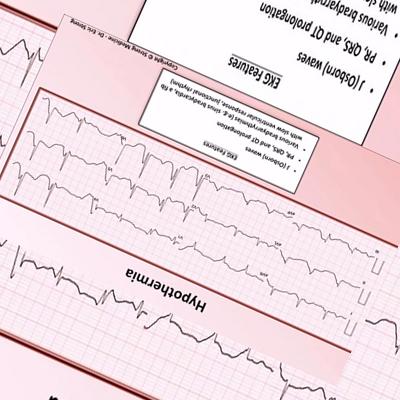 Hypothermia
EKG Features
• J (Osborn) waves
• PR, QRS, and QT prolongation
• Various bradyarrhythmias (e.g. sinus bradycardia, a fib
with slow ventricular response, junctional rhythm)
Copyright © Strong Medicine - Dr. Eric Strong
EKG Features
• J (Osborn) waves
• PR, QRS, and QT prolongation
• Various